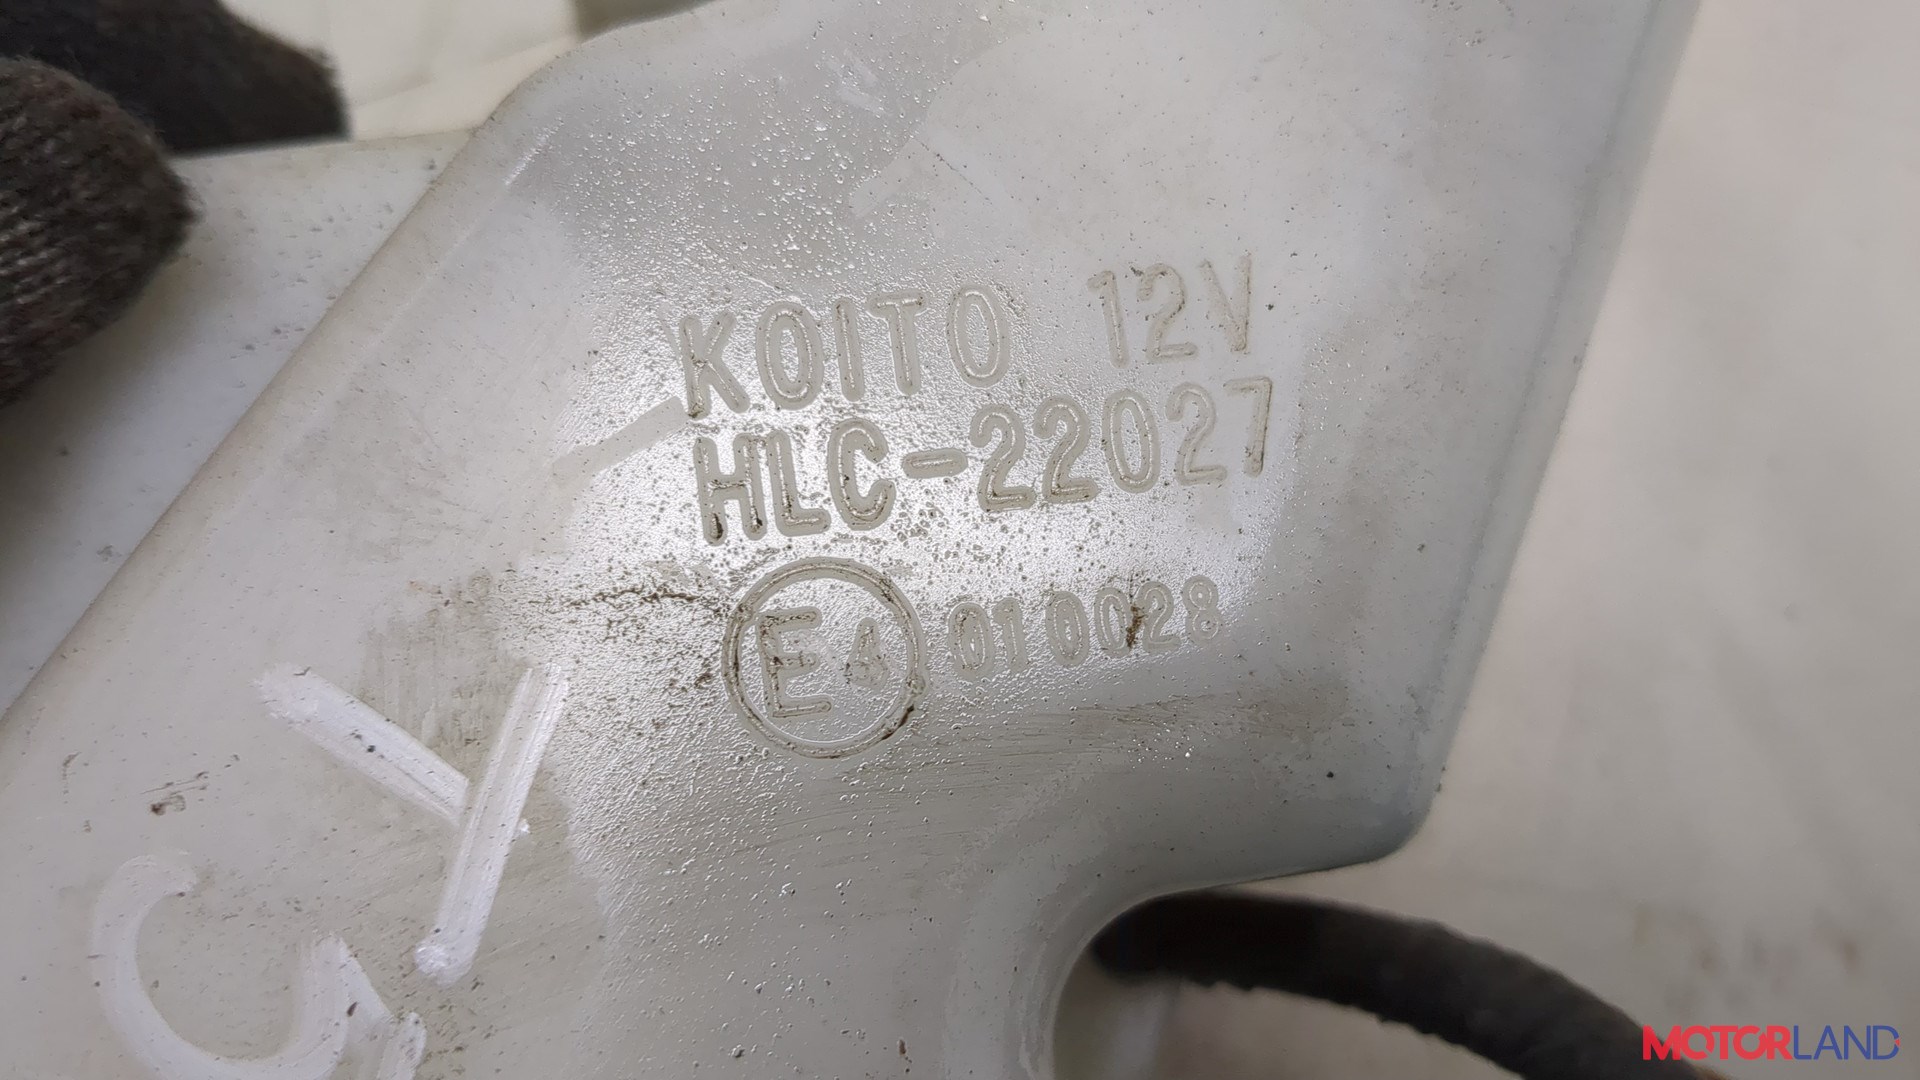 KOITO 12V
HLC-22027
E4 010028
MOTORLAND